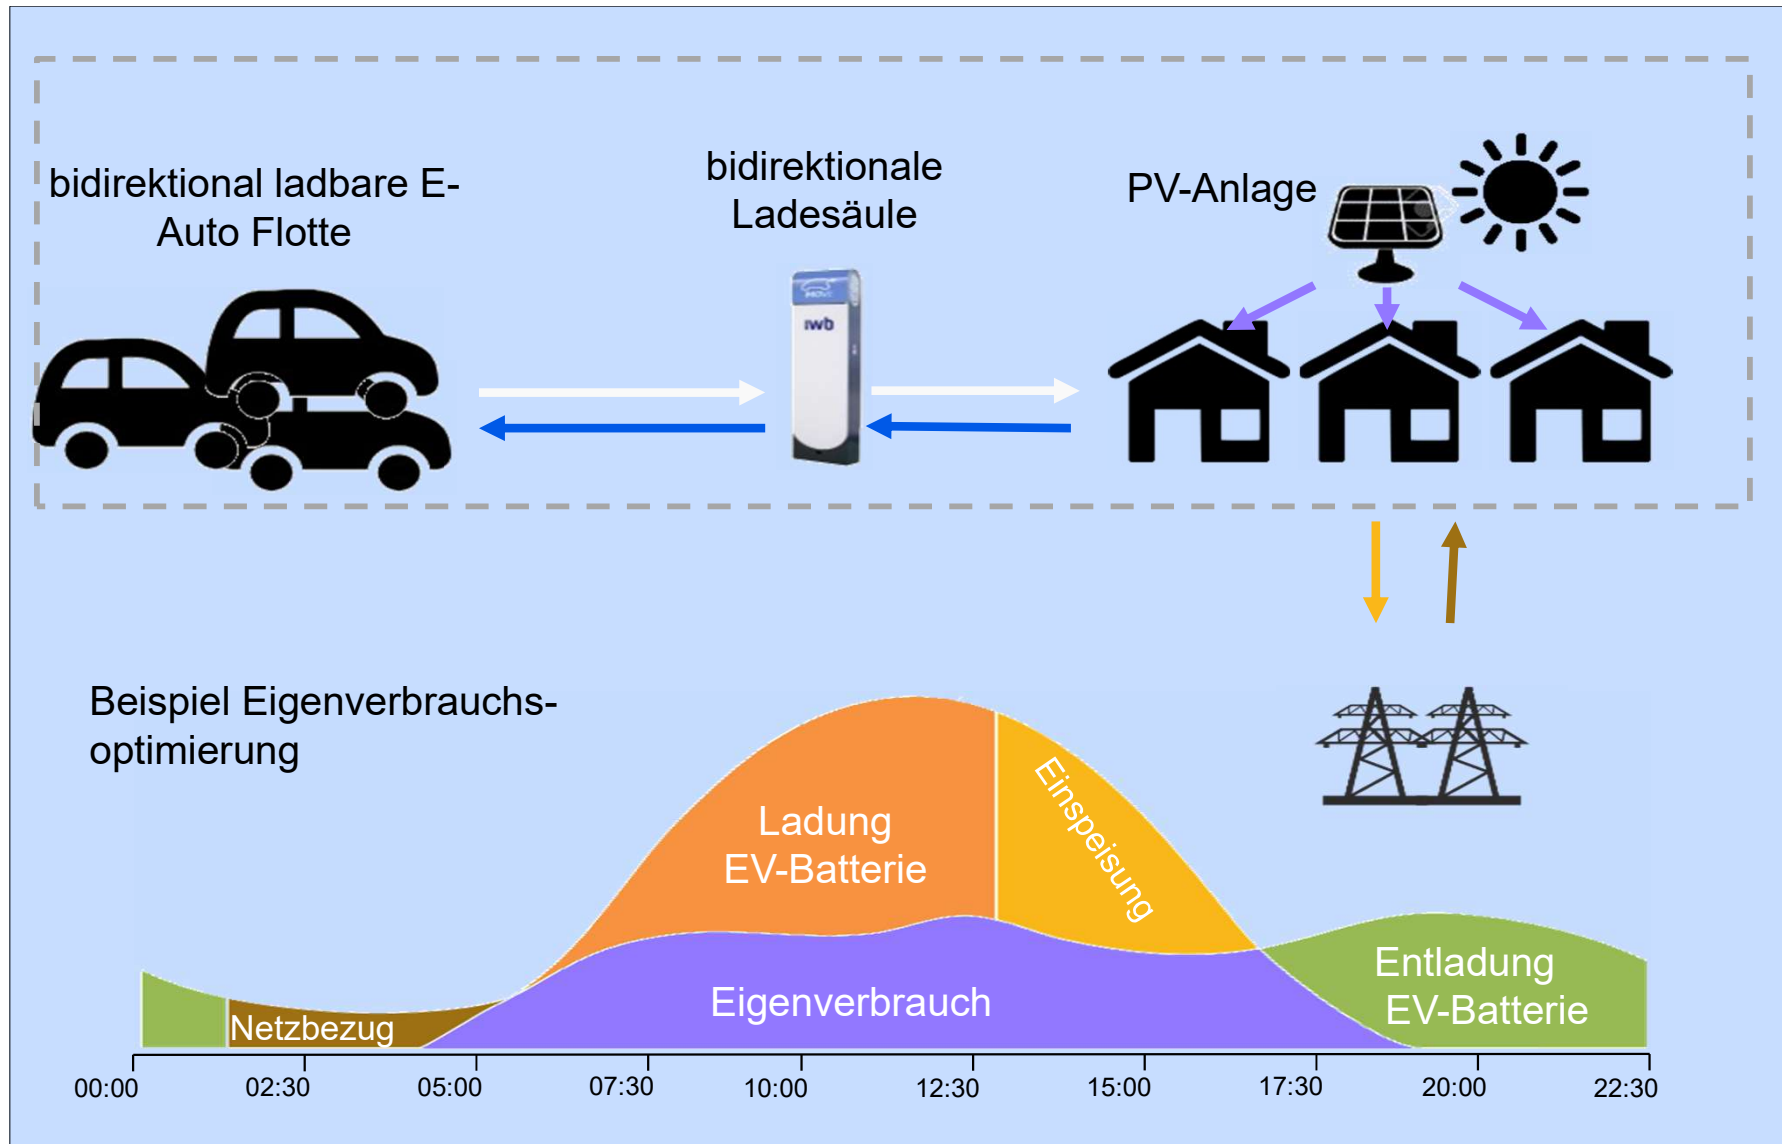 bidirektional ladbare E-
Auto Flotte
bidirektionale
Ladesäule
PV-Anlage
iwb
Beispiel Eigenverbrauchs-
optimierung
Ladung
EV-Batterie
Einspeisung
Entladung
EV-Batterie
Eigenverbrauch
Netzbezug
00:00 02:30 05:00 07:30 10:00 12:30 15:00 17:30 20:00 22:30